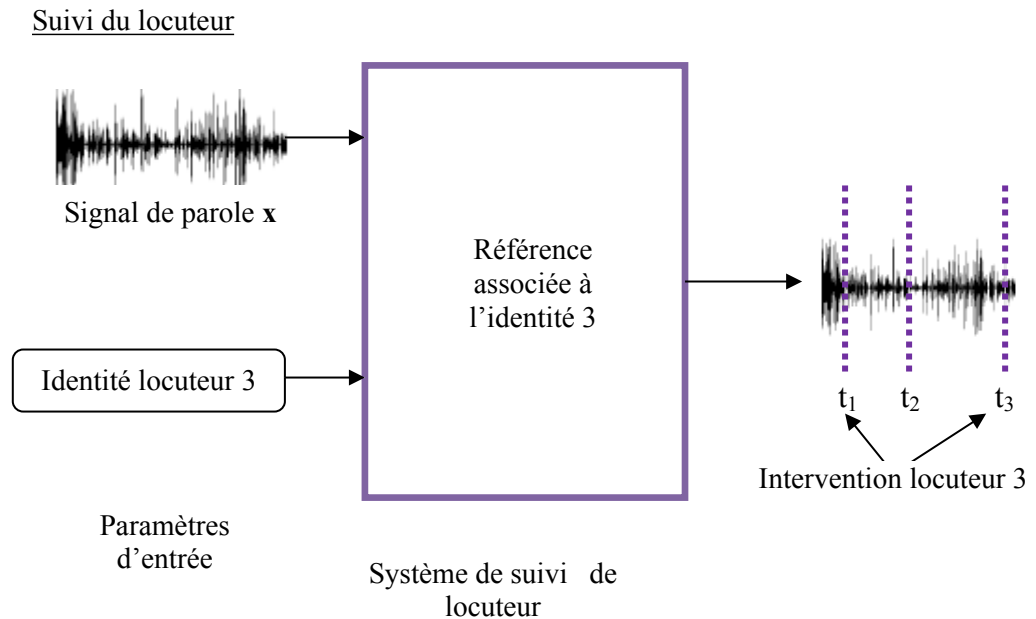 Suivi du locuteur
Signal de parole x
Référence
associée à
l’identité 3
Identité locuteur 3
t1 t2 t3
Intervention locuteur 3
Paramètres
d’entrée
Système de suivi de
locuteur